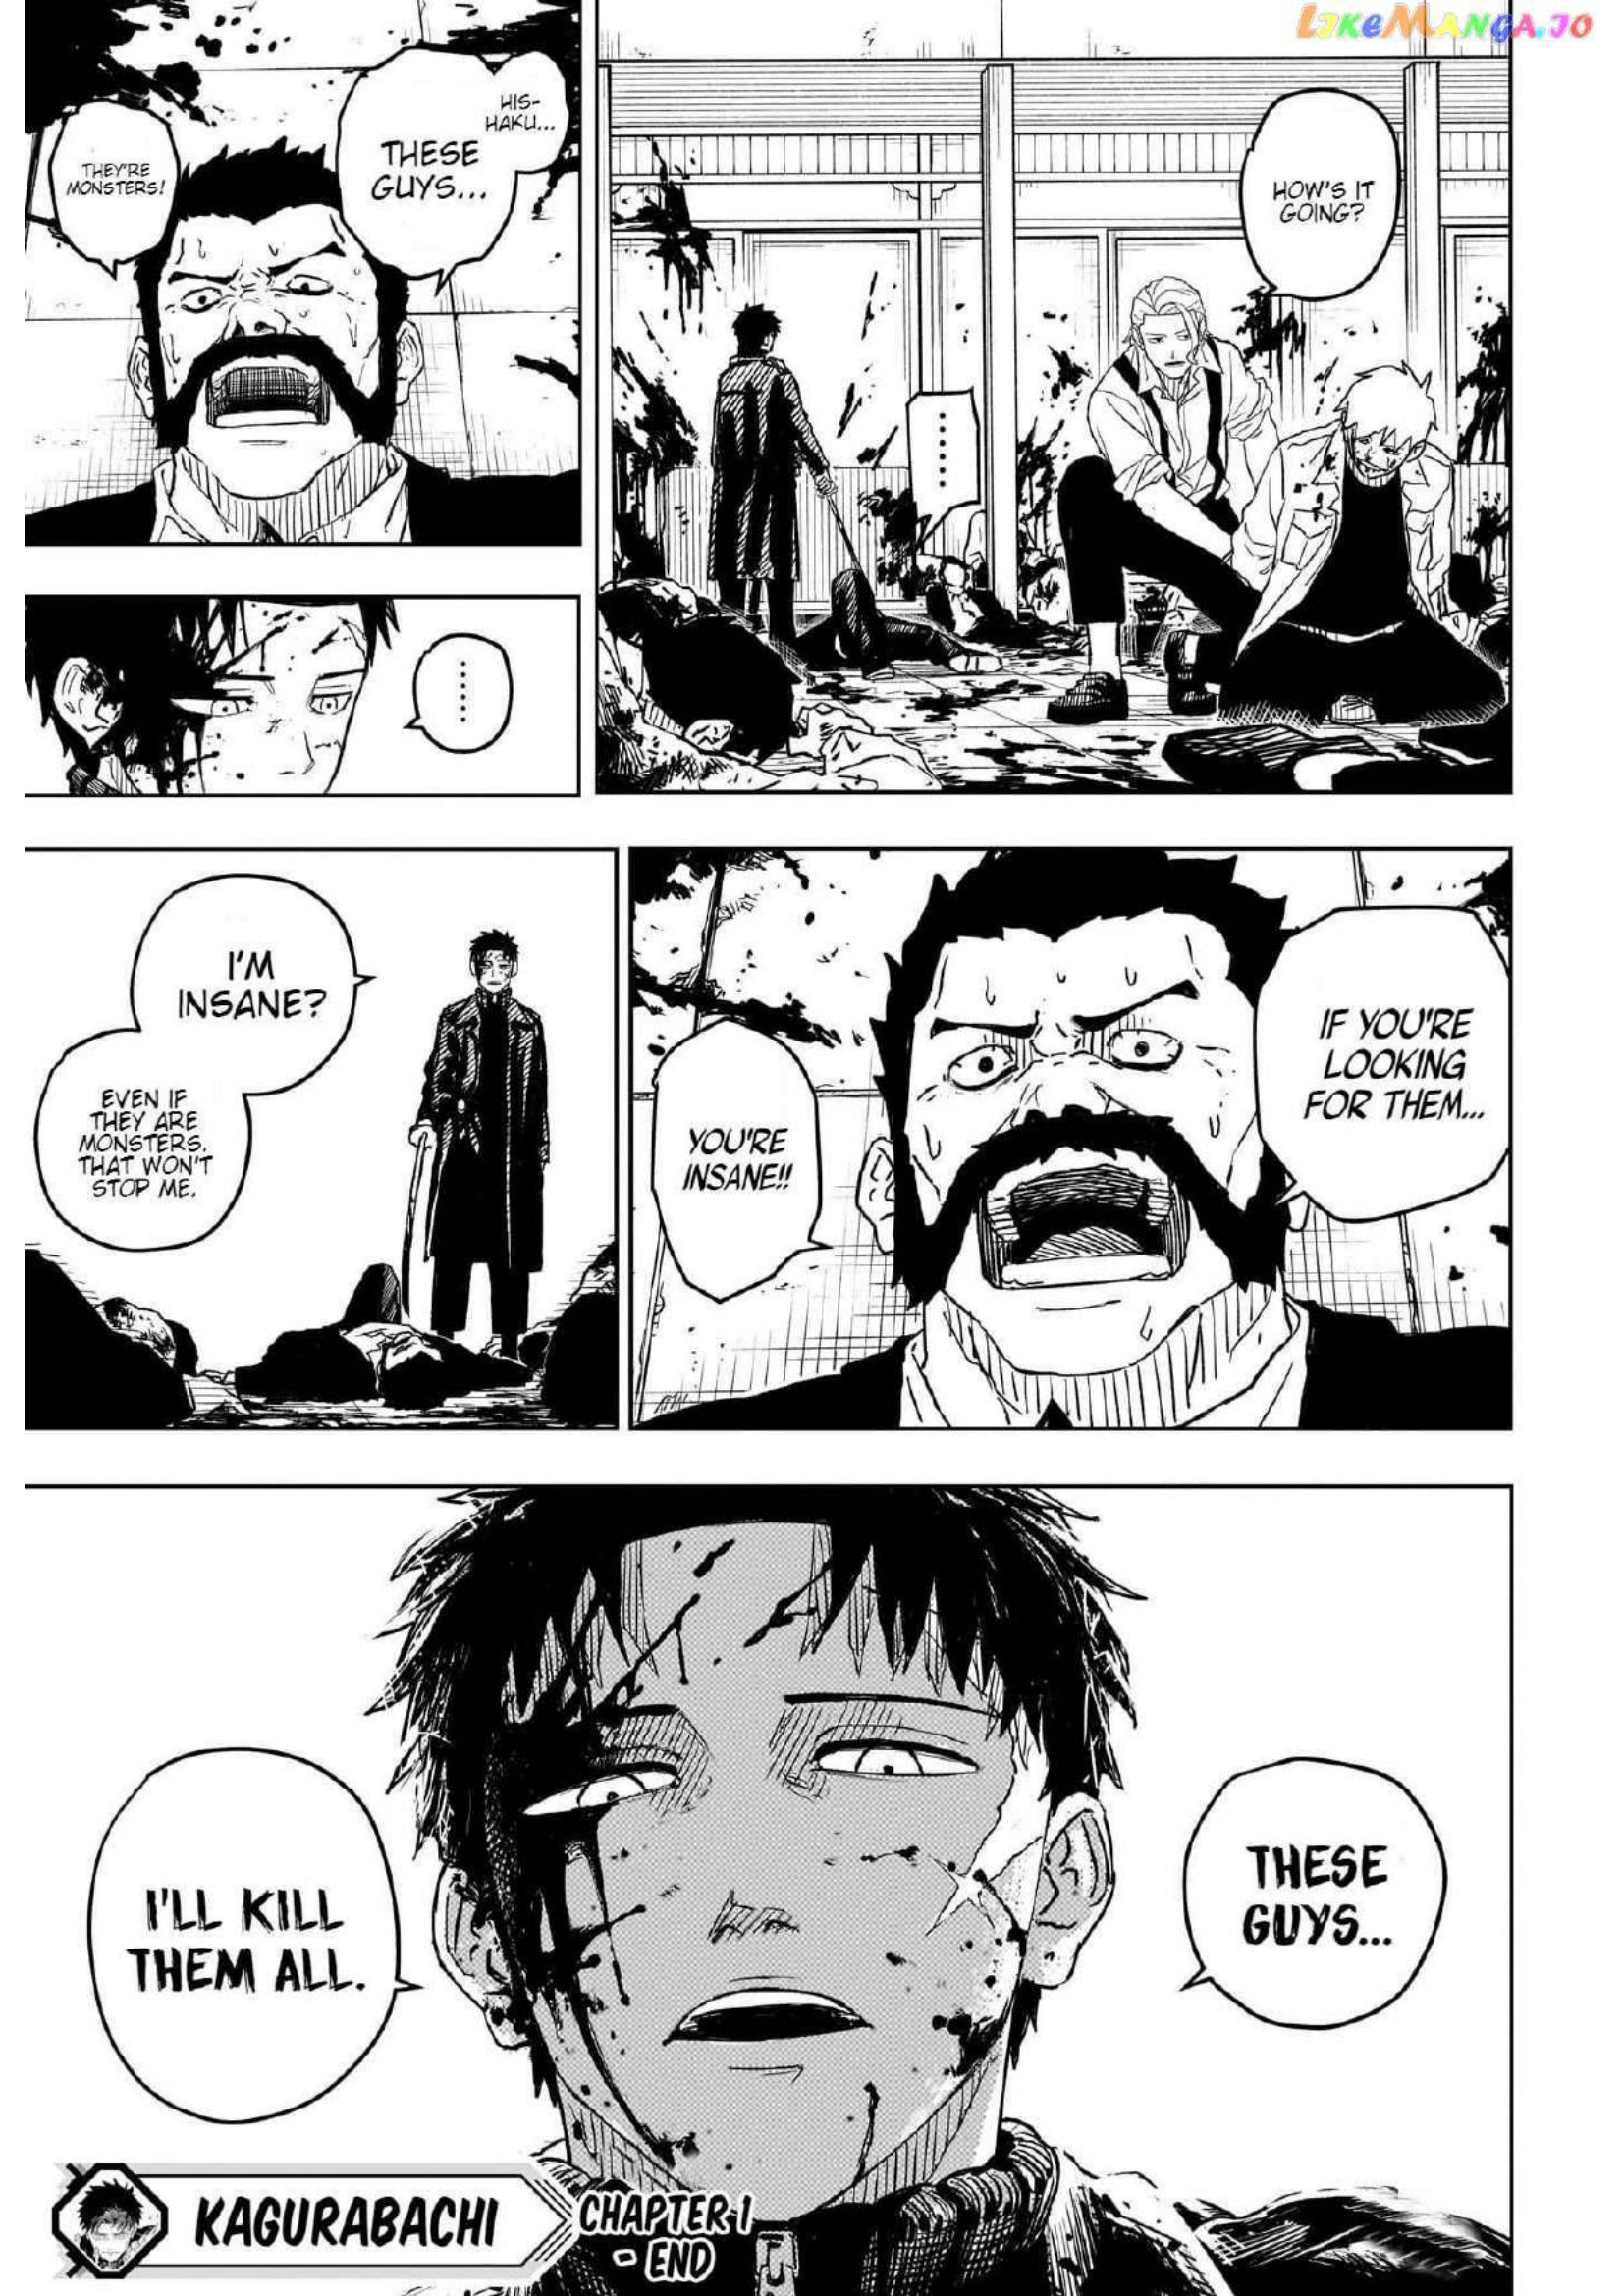 LIKEMANGA.IO
HOW'S IT
GOING?
......
HIS-
HAKU...
THESE
GUYS...
THEY'RE
MONSTERS!
......
IF YOU'RE
LOOKING
FOR THEM...
YOU'RE
INSANE!!
I'M
INSANE?
EVEN IF
THEY ARE
MONSTERS.
THAT WON'T
STOP ME.
THESE
GUYS...
I'LL KILL
THEM ALL.
KAGURABACHI
CHAPTER 1
- END